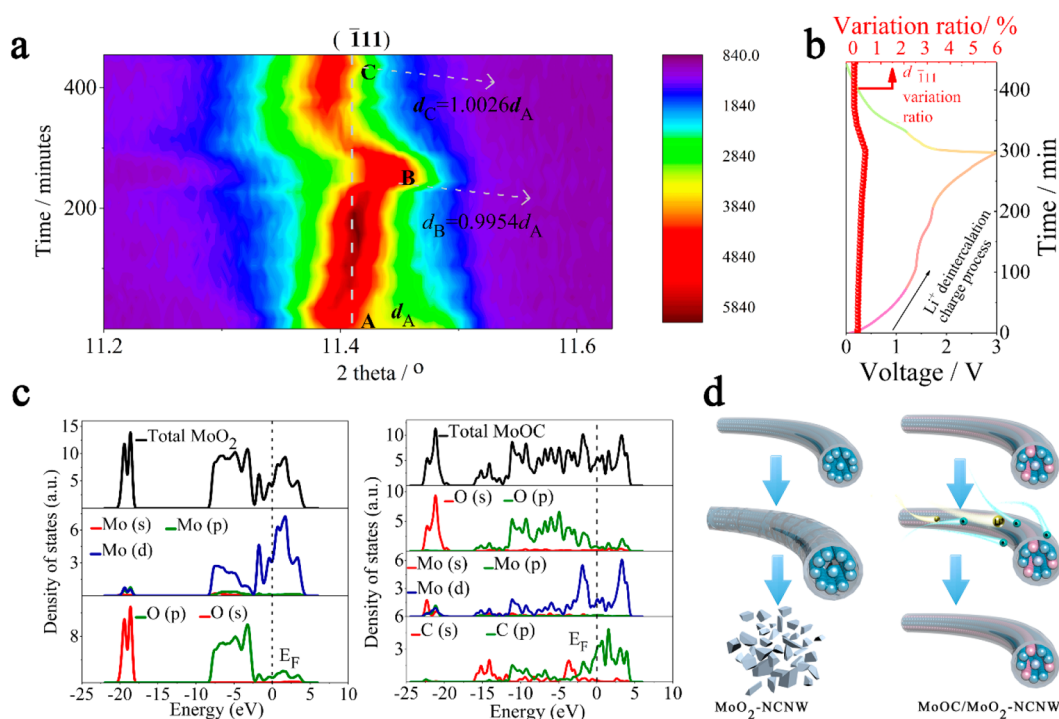 a
(1̅11)
C
d_C=1.0026d_A
B
d_B=0.9954d_A
A
d_A
400
200
Time / minutes
11.2
11.4
11.6
2 theta / °
840.0
1840
2840
3840
4840
5840
b
Variation ratio/ %
0 1 2 3 4 5 6
d 1̅11
variation
ratio
Li⁺ deintercalation
charge process
400
300
200
100
0
Time / min
0 1 2 3
Voltage / V
c
Density of states (a.u.)
15
10
5
Total MoO₂
6
3
Mo (s) Mo (p)
Mo (d)
8
O (p) O (s)
E_F
-25 -20 -15 -10 -5 0 5 10
Energy (eV)
Density of states (a.u.)
10
5
Total MoOC
10
5
O (s) O (p)
6
3
Mo (s) Mo (p)
Mo (d)
6
3
C (s) C (p)
E_F
-25 -20 -15 -10 -5 0 5 10
Energy (eV)
d
MoO₂-NCNW
MoOC/MoO₂-NCNW